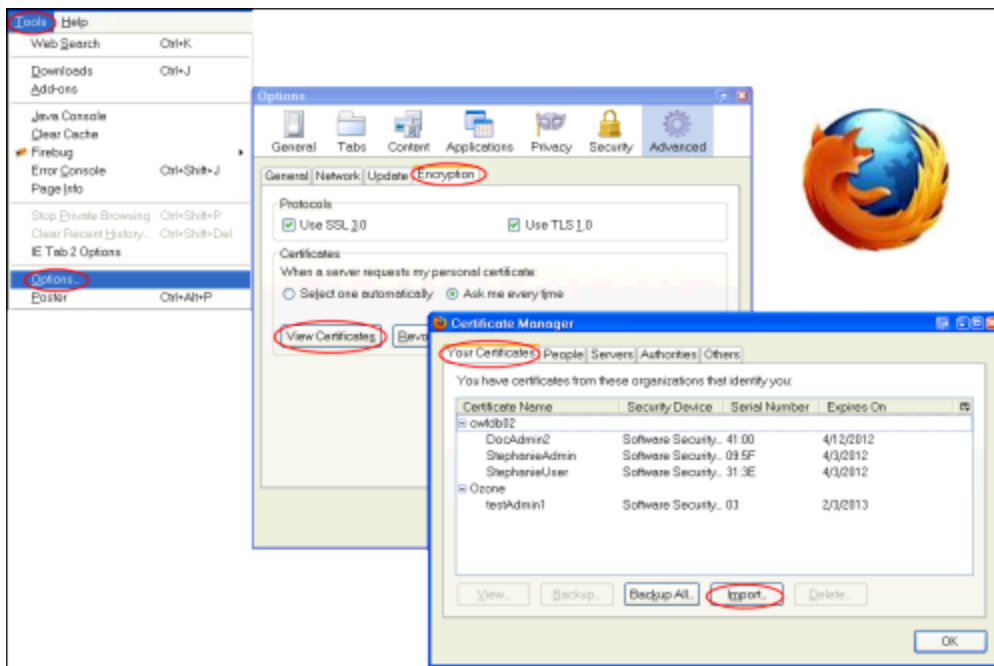 Tools Help
Web Search Ctrl+K
Downloads Ctrl+J
Add-ons
Java Console
Clear Cache
Firebug
Error Console Ctrl+Shift+J
Page Info
Stop Private Browsing Ctrl+Shift+P
Clear Recent History... Ctrl+Shift+Del
IE Tab 2 Options
Options...
Poster Ctrl+Alt+P
Options
General Tabs Content Applications Privacy Security Advanced
General Network Update Encryption
Protocols
Use SSL 3.0 Use TLS 1.0
Certificates
When a server requests my personal certificate:
Select one automatically Ask me every time
View Certificates
Certificate Manager
Your Certificates People Servers Authorities Others
You have certificates from these organizations that identify you:
Certificate Name Security Device Serial Number Expires On
owfdb02
DocAdmin2 Software Security... 41:00 4/12/2012
StephanieAdmin Software Security... 09:5F 4/3/2012
StephanieUser Software Security... 31:3E 4/3/2012
Ozone
testAdmin1 Software Security... 03 2/3/2013
View... Backup... Backup All... Import... Delete...
OK